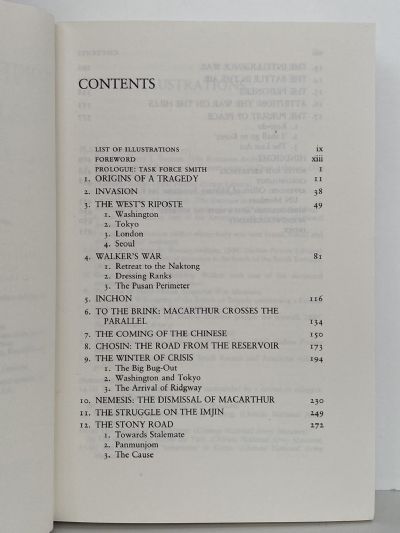 CONTENTS
LIST OF ILLUSTRATIONS ix
FOREWORD xiii
PROLOGUE: TASK FORCE SMITH 1
1. ORIGINS OF A TRAGEDY 11
2. INVASION 38
3. THE WEST'S RIPOSTE 49
1. Washington
2. Tokyo
3. London
4. Seoul
4. WALKER'S WAR 81
1. Retreat to the Naktong
2. Dressing Ranks
3. The Pusan Perimeter
5. INCHON 116
6. TO THE BRINK: MACARTHUR CROSSES THE
PARALLEL 134
7. THE COMING OF THE CHINESE 150
8. CHOSIN: THE ROAD FROM THE RESERVOIR 173
9. THE WINTER OF CRISIS 194
1. The Big Bug-Out
2. Washington and Tokyo
3. The Arrival of Ridgway
10. NEMESIS: THE DISMISSAL OF MACARTHUR 230
11. THE STRUGGLE ON THE IMJIN 249
12. THE STONY ROAD 272
1. Towards Stalemate
2. Panmunjom
3. The Cause